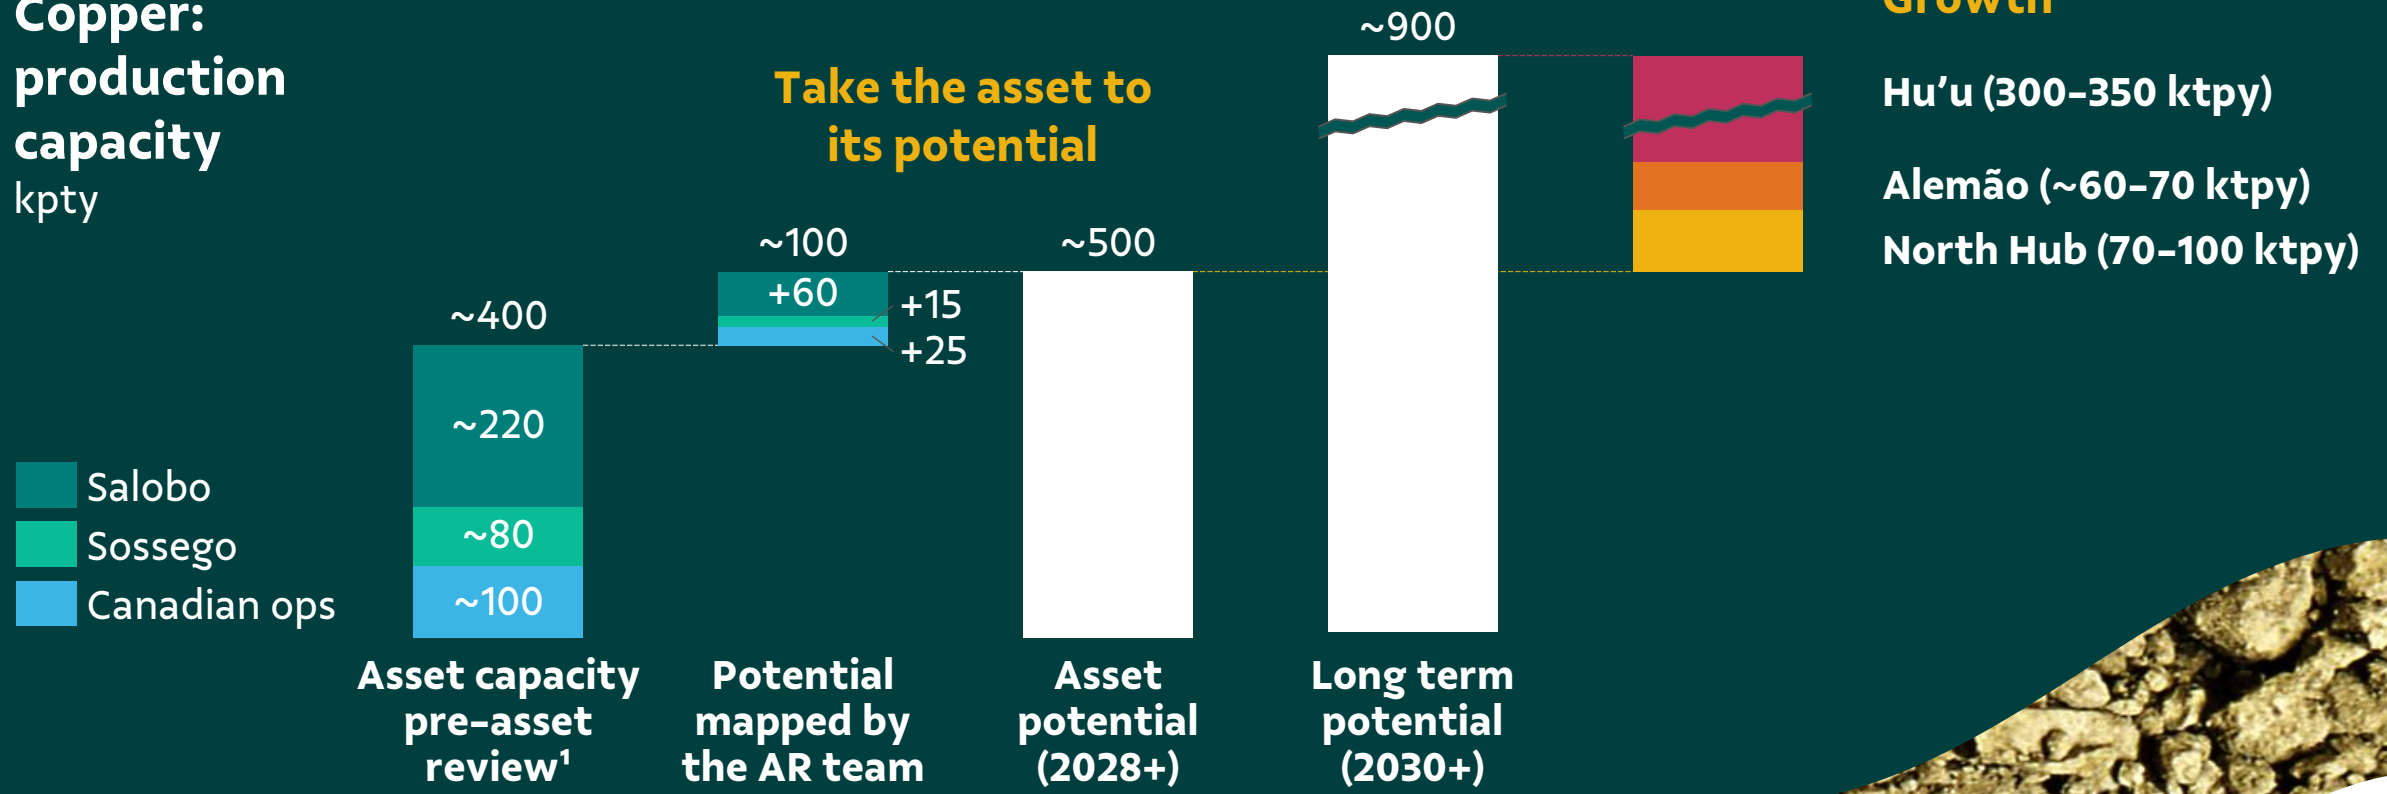 Copper:
production
capacity
kpty
Take the asset to
its potential
Growth
~400
~220
~80
~100
~100
+60
+15
+25
~500
~900
Hu’u (300–350 ktpy)
Alemão (~60–70 ktpy)
North Hub (70–100 ktpy)
Salobo
Sossego
Canadian ops
Asset capacity
pre-asset
review¹
Potential
mapped by
the AR team
Asset
potential
(2028+)
Long term
potential
(2030+)